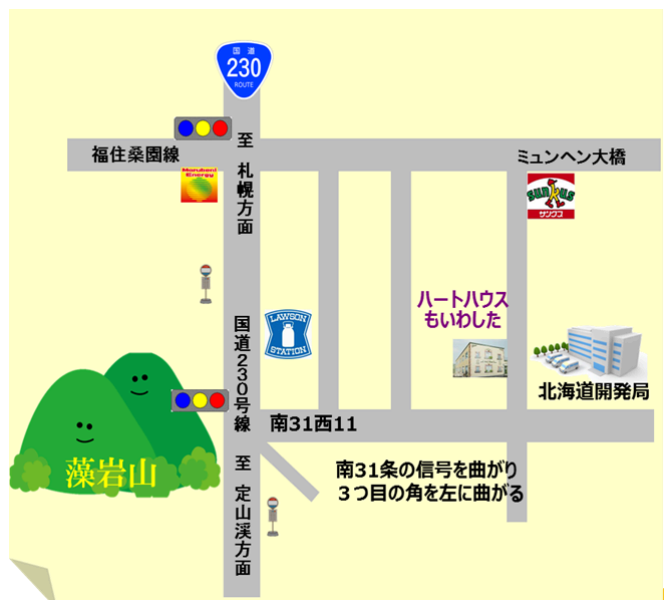 国道
230
ROUTE
福住桑園線
至 札幌方面
ミュンヘン大橋
Marubeni
Energy
sunkus
サンクス
ハートハウス
もいわした
LAWSON
STATION
国道230号線
北海道開発局
南31西11
藻岩山
南31条の信号を曲がり
3つ目の角を左に曲がる
至 定山渓方面